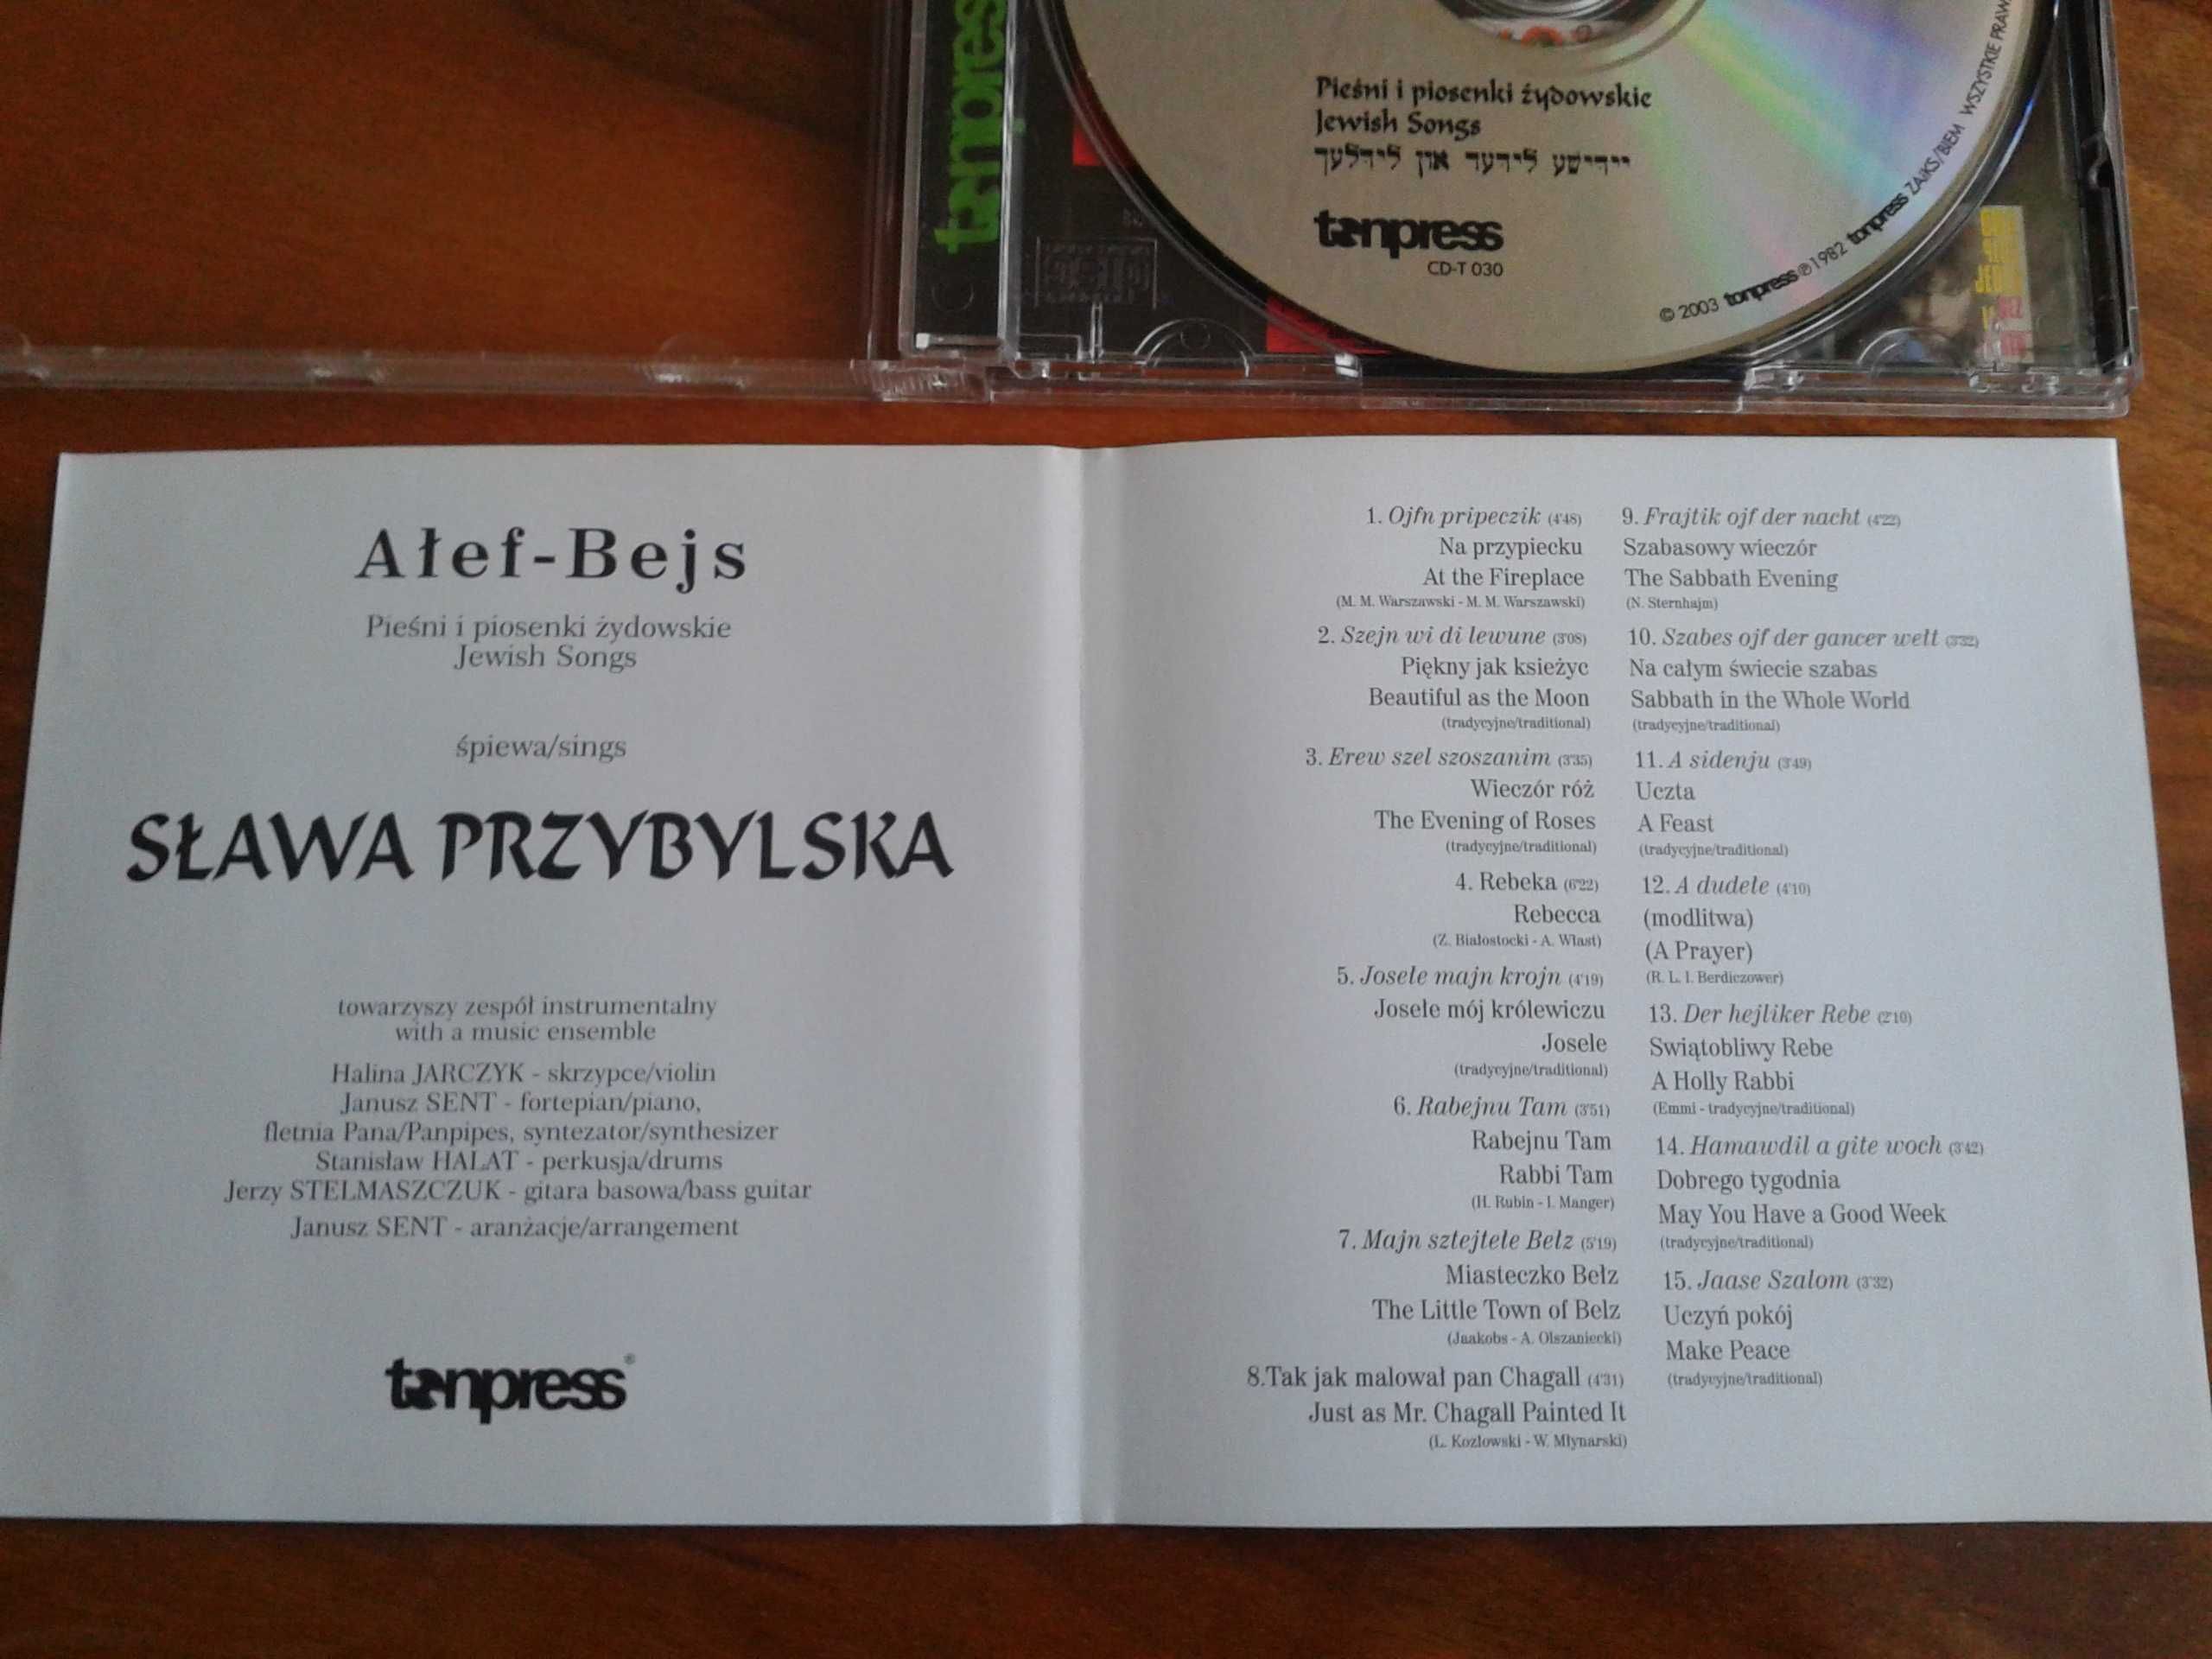 tonpress
Pieśni i piosenki żydowskie
Jewish Songs
ייִדישע לידער און לידלעך
tonpress
CD-T 030
© 2003 tonpress ℗ 1982 tonpress ZAiKS/BIEM WSZYSTKIE PRAW
Ałef-Bejs
Pieśni i piosenki żydowskie
Jewish Songs
śpiewa/sings
SŁAWA PRZYBYLSKA
towarzyszy zespół instrumentalny
with a music ensemble
Halina JARCZYK - skrzypce/violin
Janusz SENT - fortepian/piano,
fletnia Pana/Panpipes, syntezator/synthesizer
Stanisław HALAT - perkusja/drums
Jerzy STELMASZCZUK - gitara basowa/bass guitar
Janusz SENT - aranżacje/arrangement
tonpress®
1. Ojfn pripeczik (4'48)
Na przypiecku
At the Fireplace
(M. M. Warszawski - M. M. Warszawski)
2. Szejn wi di lewune (3'08)
Piękny jak księżyc
Beautiful as the Moon
(tradycyjne/traditional)
3. Erew szel szoszanim (3'35)
Wieczór róż
The Evening of Roses
(tradycyjne/traditional)
4. Rebeka (6'22)
Rebecca
(Z. Białostocki - A. Włast)
5. Josele majn krojn (4'19)
Josełe mój królewiczu
Josele
(tradycyjne/traditional)
6. Rabejnu Tam (3'51)
Rabejnu Tam
Rabbi Tam
(H. Rubin - I. Manger)
7. Majn sztejtele Belz (5'19)
Miasteczko Bełz
The Little Town of Belz
(Jaakobs - A. Olszaniecki)
8.Tak jak malował pan Chagall (4'31)
Just as Mr. Chagall Painted It
(L. Kozłowski - W. Młynarski)
9. Frajtik ojf der nacht (4'22)
Szabasowy wieczór
The Sabbath Evening
(N. Sternhajm)
10. Szabes ojf der gancer welt (3'32)
Na całym świecie szabas
Sabbath in the Whole World
(tradycyjne/traditional)
11. A sidenju (3'49)
Uczta
A Feast
(tradycyjne/traditional)
12. A dudele (4'10)
(modlitwa)
(A Prayer)
(R. L. I. Berdiczower)
13. Der hejliker Rebe (2'10)
Swiątobliwy Rebe
A Holly Rabbi
(Emmi - tradycyjne/traditional)
14. Hamawdil a gite woch (3'42)
Dobrego tygodnia
May You Have a Good Week
(tradycyjne/traditional)
15. Jaase Szalom (3'32)
Uczyń pokój
Make Peace
(tradycyjne/traditional)